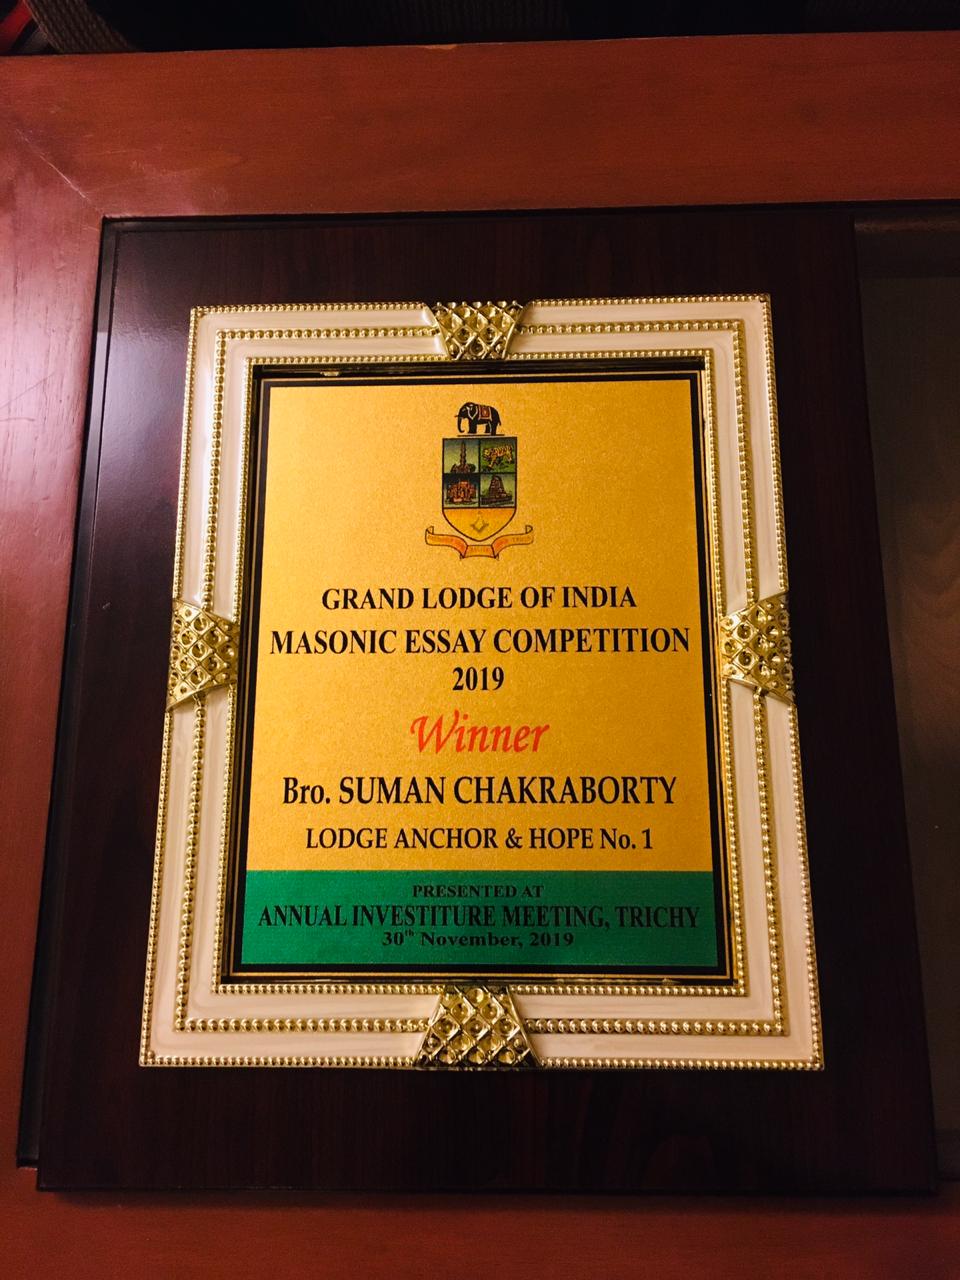 GRAND LODGE OF INDIA
MASONIC ESSAY COMPETITION
2019
Winner
Bro. SUMAN CHAKRABORTY
LODGE ANCHOR & HOPE No. 1
PRESENTED AT
ANNUAL INVESTITURE MEETING, TRICHY
30th November, 2019